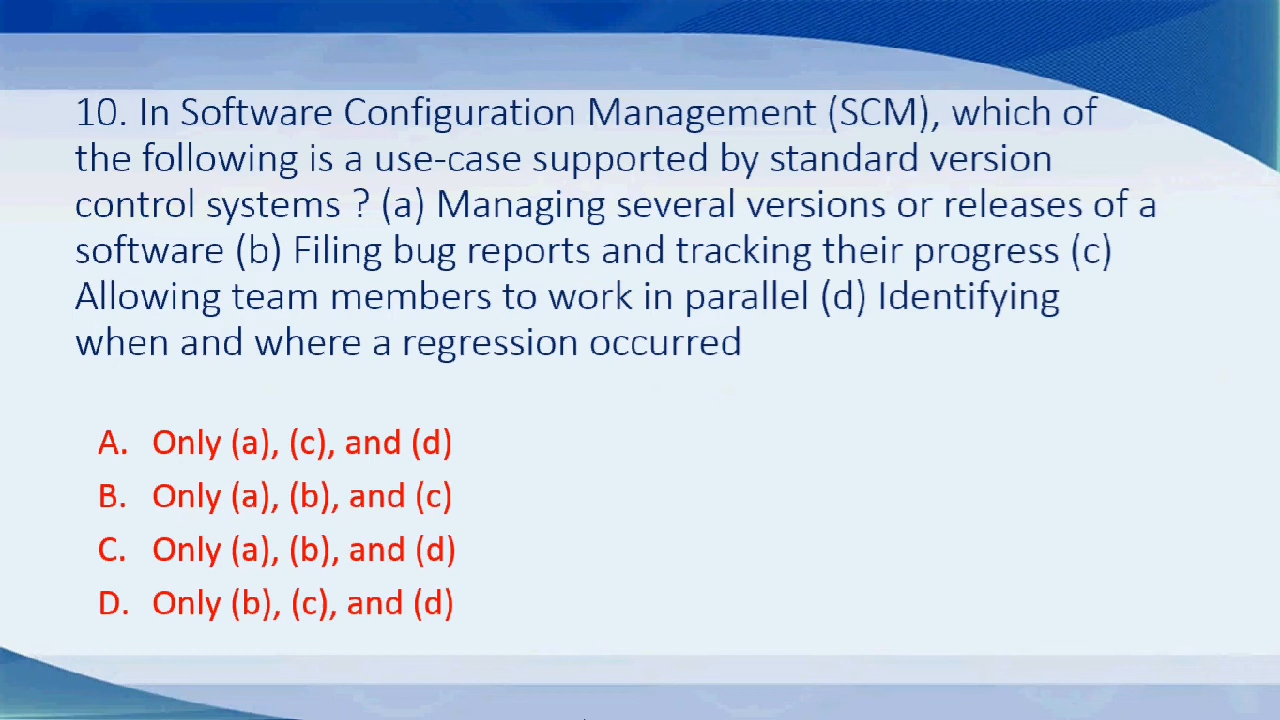 10. In Software Configuration Management (SCM), which of
the following is a use-case supported by standard version
control systems ? (a) Managing several versions or releases of a
software (b) Filing bug reports and tracking their progress (c)
Allowing team members to work in parallel (d) Identifying
when and where a regression occurred
A. Only (a), (c), and (d)
B. Only (a), (b), and (c)
C. Only (a), (b), and (d)
D. Only (b), (c), and (d)